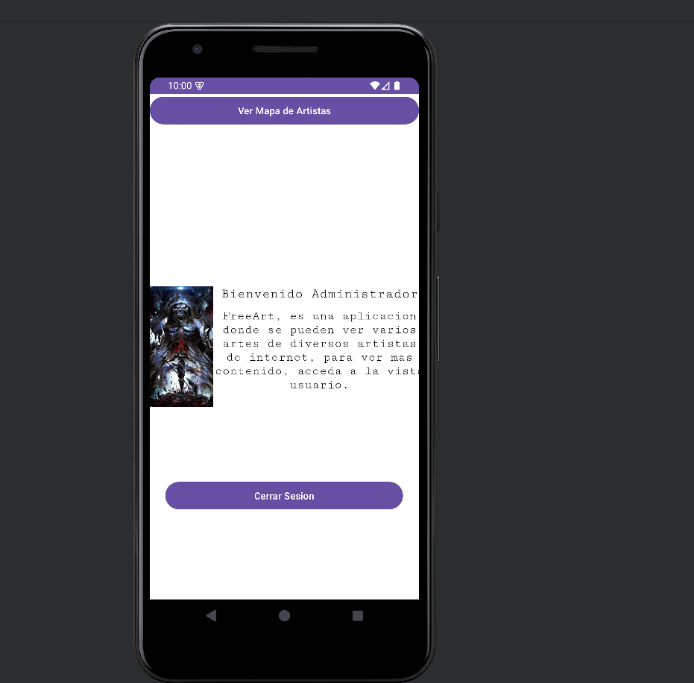 10:00
Ver Mapa de Artistas
Bienvenido Administrador
FreeArt, es una aplicacion
donde se pueden ver varios
artes de diversos artistas
de internet, para ver mas
contenido, acceda a la vista
usuario.
Cerrar Sesion